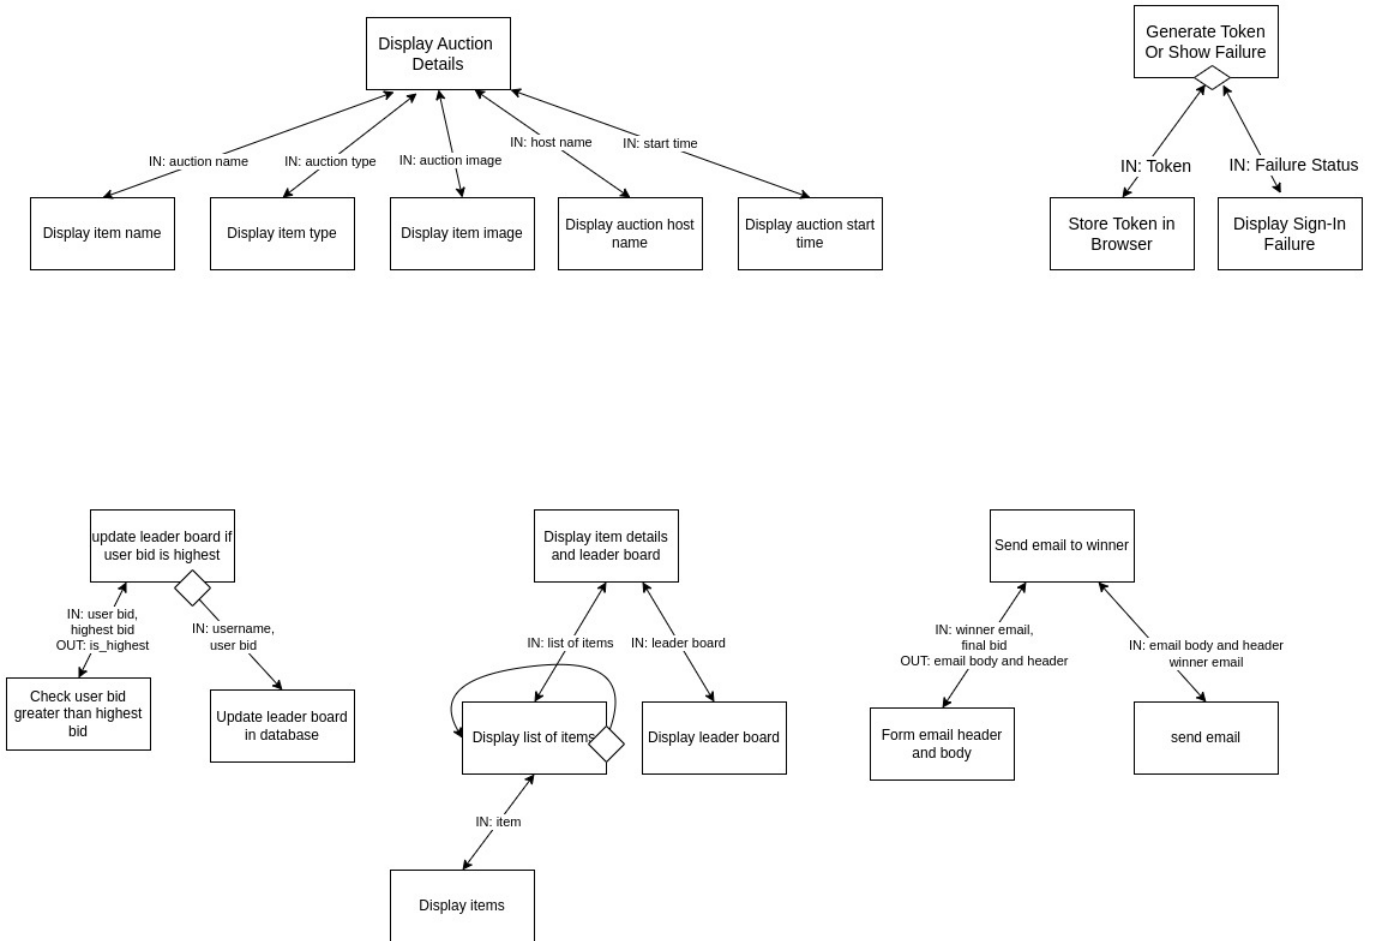 Display Auction
Details
Generate Token
Or Show Failure
IN: auction name
IN: auction type
IN: auction image
IN: host name
IN: start time
IN: Token
IN: Failure Status
Display item name
Display item type
Display item image
Display auction host
name
Display auction start
time
Store Token in
Browser
Display Sign-In
Failure
update leader board if
user bid is highest
Display item details
and leader board
Send email to winner
IN: user bid,
highest bid
OUT: is_highest
IN: username,
user bid
IN: list of items
IN: leader board
IN: winner email,
final bid
OUT: email body and header
IN: email body and header
winner email
Check user bid
greater than highest
bid
Update leader board
in database
Display list of items
Display leader board
Form email header
and body
send email
IN: item
Display items